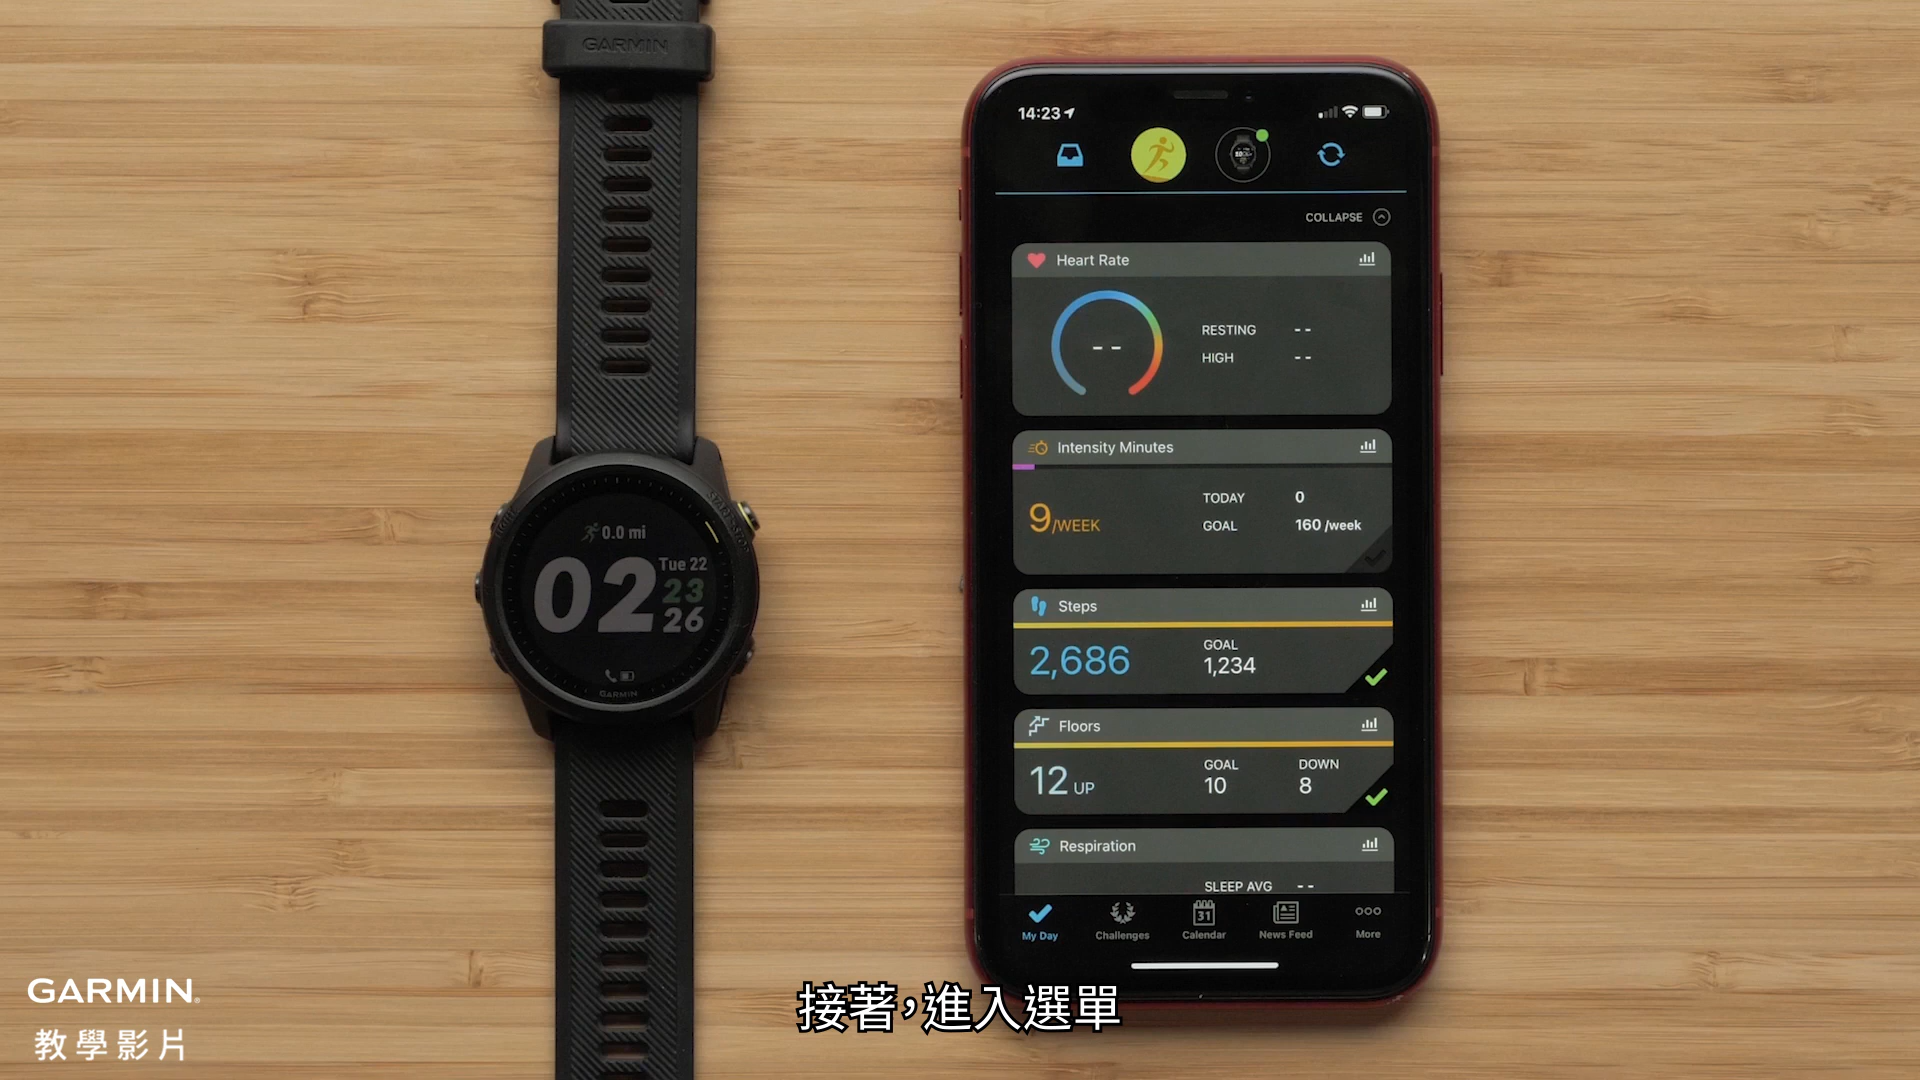 GARMIN
0.0 mi
Tue 22
02
23
26
GARMIN
14:23
COLLAPSE
Heart Rate
--
RESTING --
HIGH --
Intensity Minutes
9/WEEK
TODAY 0
GOAL 160 /week
Steps
2,686
GOAL
1,234
Floors
12 UP
GOAL
10
DOWN
8
Respiration
SLEEP AVG --
31
My Day
Challenges
Calendar
News Feed
More
接著,進入選單
GARMIN
教學影片